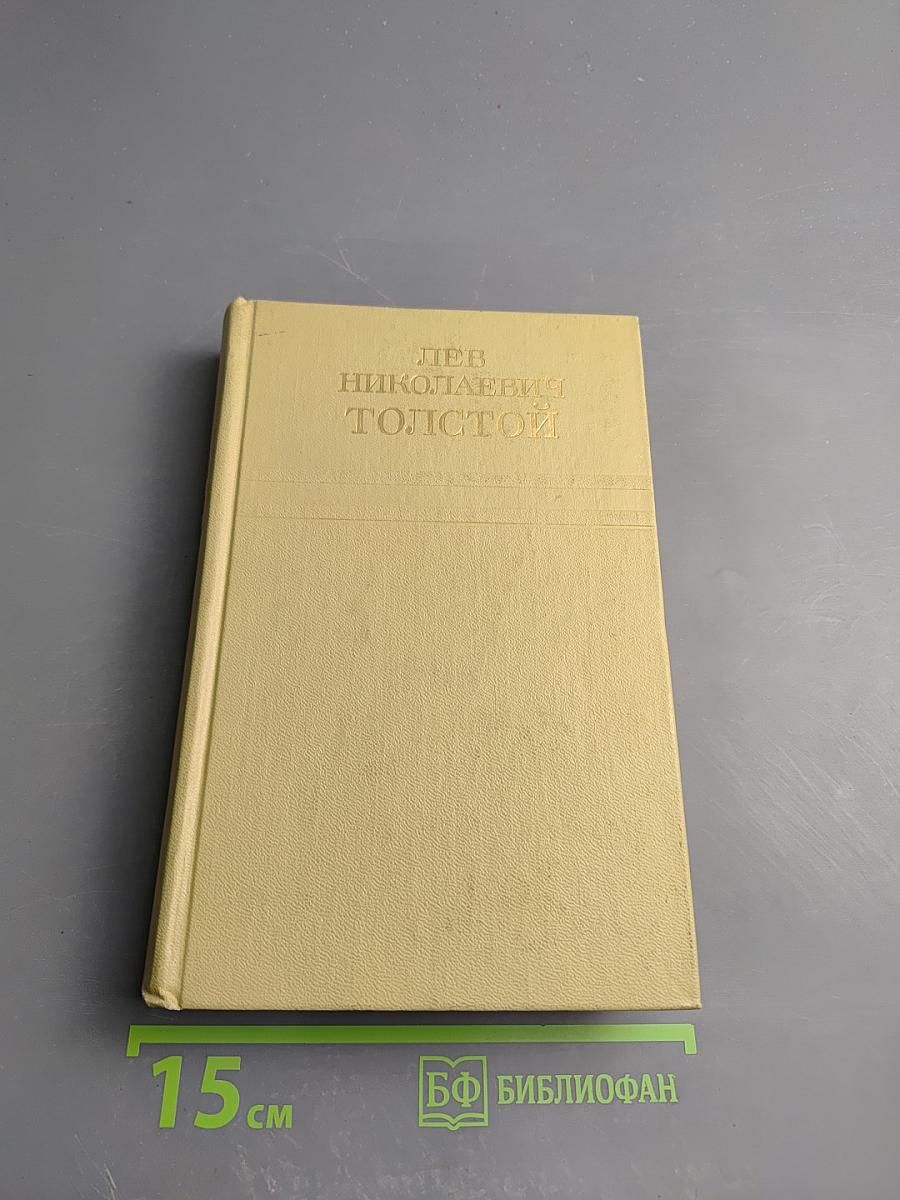 ЛЕВ
НИКОЛАЕВИЧ
ТОЛСТОЙ
15 см
БФ БИБЛИОФАН